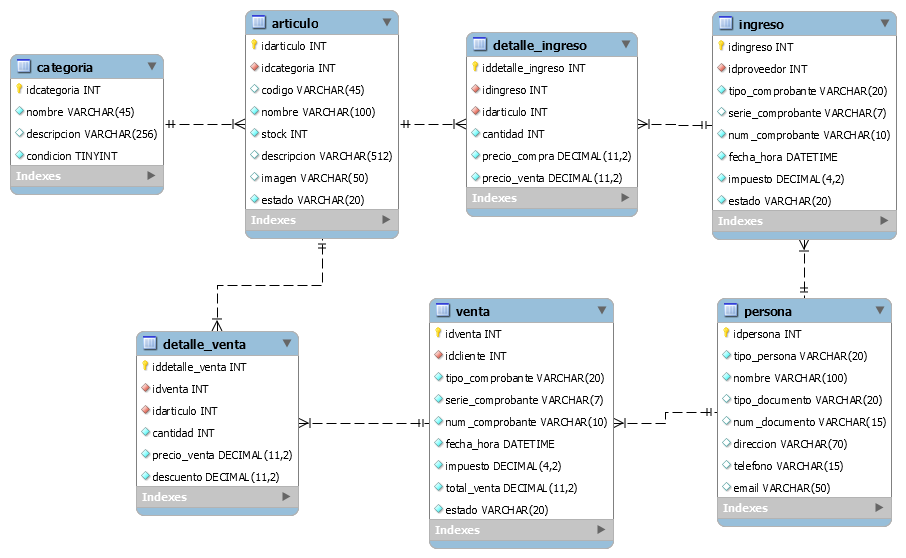 categoria
idcategoria INT
nombre VARCHAR(45)
descripcion VARCHAR(256)
condicion TINYINT
Indexes
articulo
idarticulo INT
idcategoria INT
codigo VARCHAR(45)
nombre VARCHAR(100)
stock INT
descripcion VARCHAR(512)
imagen VARCHAR(50)
estado VARCHAR(20)
Indexes
detalle_ingreso
iddetalle_ingreso INT
idingreso INT
idarticulo INT
cantidad INT
precio_compra DECIMAL(11,2)
precio_venta DECIMAL(11,2)
Indexes
ingreso
idingreso INT
idproveedor INT
tipo_comprobante VARCHAR(20)
serie_comprobante VARCHAR(7)
num_comprobante VARCHAR(10)
fecha_hora DATETIME
impuesto DECIMAL(4,2)
estado VARCHAR(20)
Indexes
detalle_venta
iddetalle_venta INT
idventa INT
idarticulo INT
cantidad INT
precio_venta DECIMAL(11,2)
descuento DECIMAL(11,2)
Indexes
venta
idventa INT
idcliente INT
tipo_comprobante VARCHAR(20)
serie_comprobante VARCHAR(7)
num_comprobante VARCHAR(10)
fecha_hora DATETIME
impuesto DECIMAL(4,2)
total_venta DECIMAL(11,2)
estado VARCHAR(20)
Indexes
persona
idpersona INT
tipo_persona VARCHAR(20)
nombre VARCHAR(100)
tipo_documento VARCHAR(20)
num_documento VARCHAR(15)
direccion VARCHAR(70)
telefono VARCHAR(15)
email VARCHAR(50)
Indexes